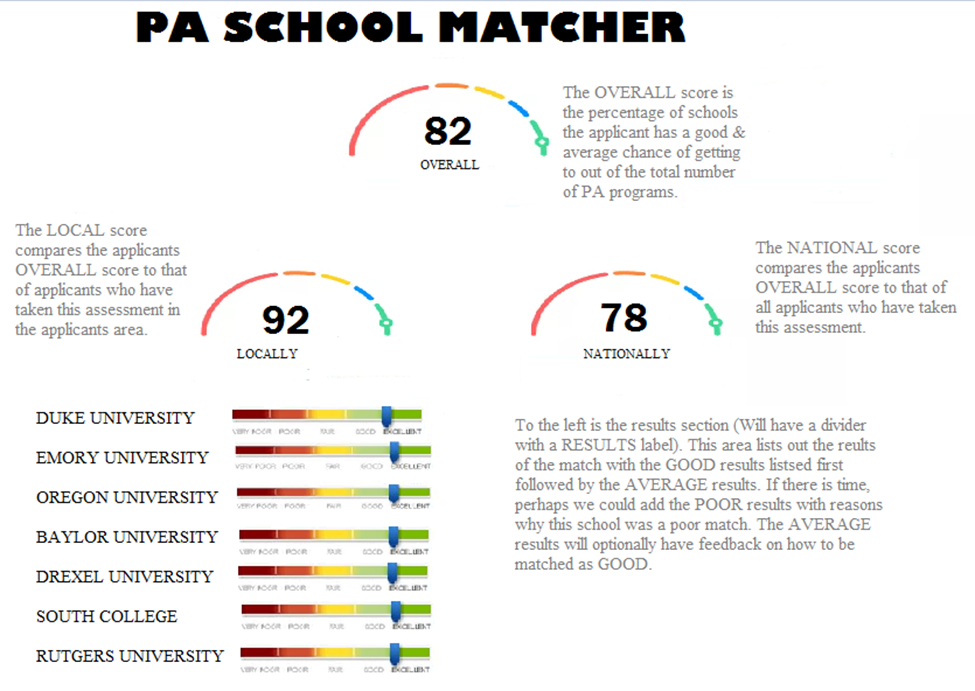 PA SCHOOL MATCHER
The OVERALL score is
the percentage of schools
the applicant has a good &
average chance of getting
to out of the total number
of PA programs.
82
OVERALL
The LOCAL score
compares the applicants
OVERALL score to that
of applicants who have
taken this assessment in
the applicants area.
92
LOCALLY
78
NATIONALLY
The NATIONAL score
compares the applicants
OVERALL score to that of
all applicants who have taken
this assessment.
DUKE UNIVERSITY
VERY POOR POOR FAIR GOOD EXCELLENT
EMORY UNIVERSITY
VERY POOR POOR FAIR GOOD EXCELLENT
OREGON UNIVERSITY
VERY POOR POOR FAIR GOOD EXCELLENT
BAYLOR UNIVERSITY
VERY POOR POOR FAIR GOOD EXCELLENT
DREXEL UNIVERSITY
VERY POOR POOR FAIR GOOD EXCELLENT
SOUTH COLLEGE
VERY POOR POOR FAIR GOOD EXCELLENT
RUTGERS UNIVERSITY
VERY POOR POOR FAIR GOOD EXCELLENT
To the left is the results section (Will have a divider
with a RESULTS label). This area lists out the reults
of the match with the GOOD results listsed first
followed by the AVERAGE results. If there is time,
perhaps we could add the POOR results with reasons
why this school was a poor match. The AVERAGE
results will optionally have feedback on how to be
matched as GOOD.